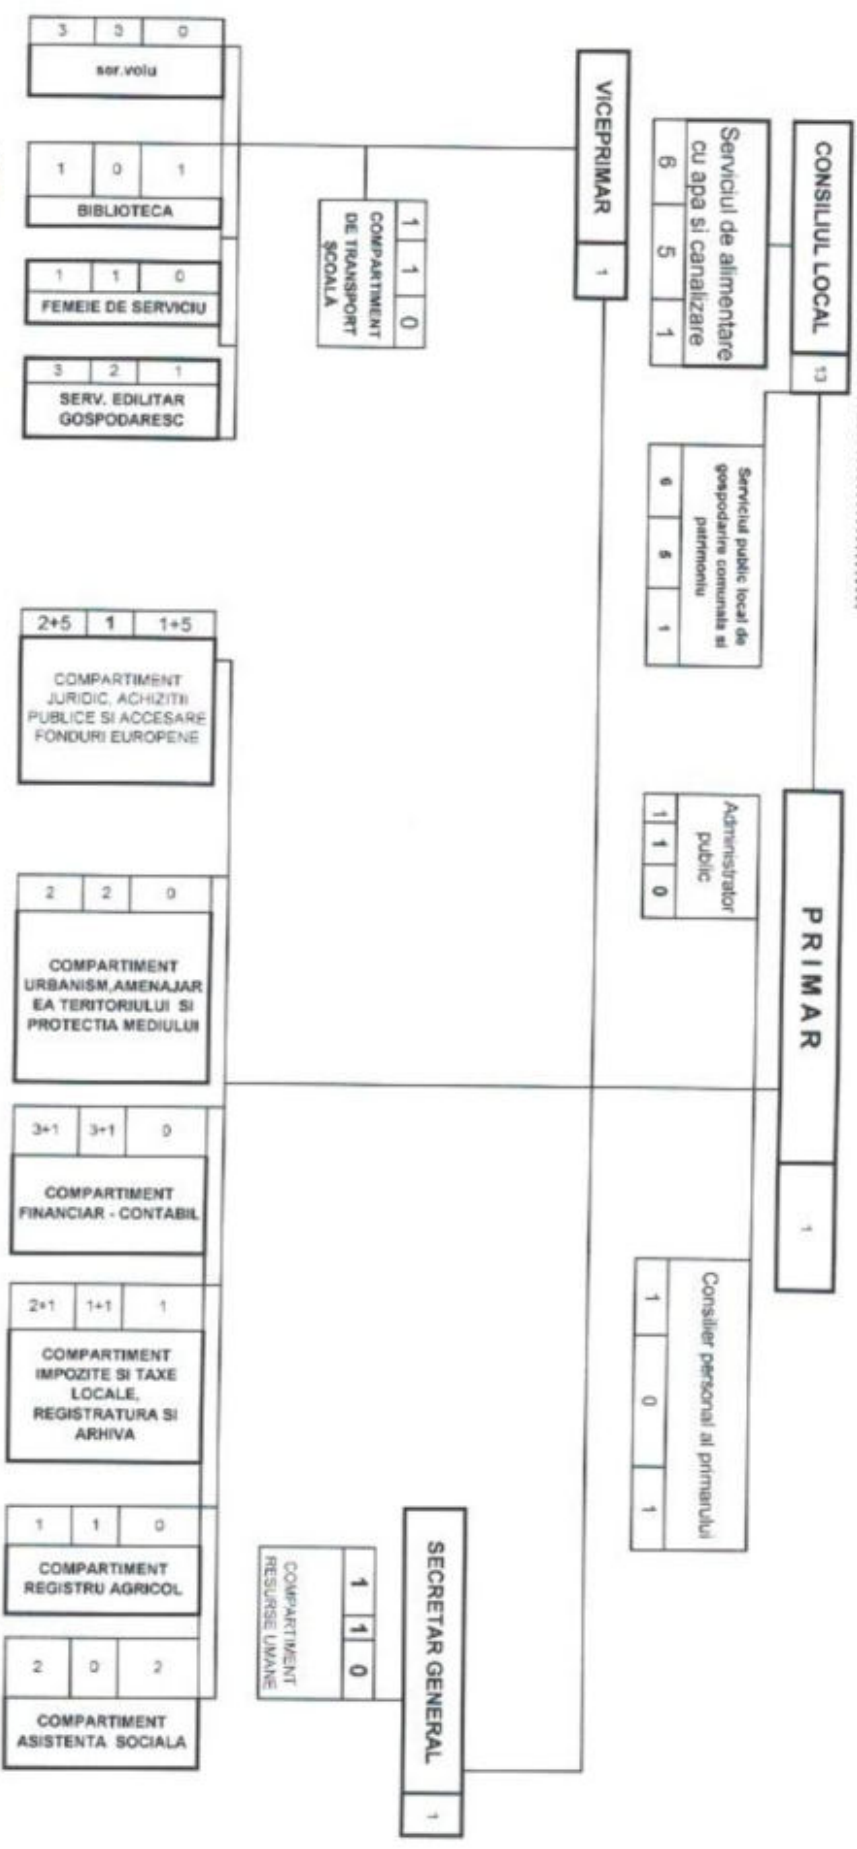 CONSILIUL LOCAL
13
PRIMAR
1
Serviciul de alimentare
cu apa si canalizare
6 5 1
Serviciul public local de
gospodarire comunala si
patrimoniu
6 5 1
Administrator
public
1 1 0
Consilier personal al primarului
1 0 1
VICEPRIMAR
1
SECRETAR GENERAL
1
1 1 0
COMPARTIMENT
DE TRANSPORT
ȘCOALĂ
1 1 0
COMPARTIMENT
RESURSE UMANE
3 3 0
ser.volu
1 0 1
BIBLIOTECA
1 1 0
FEMEIE DE SERVICIU
3 2 1
SERV. EDILITAR
GOSPODARESC
2+5 1 1+5
COMPARTIMENT
JURIDIC, ACHIZITII
PUBLICE SI ACCESARE
FONDURI EUROPENE
2 2 0
COMPARTIMENT
URBANISM,AMENAJAR
EA TERITORIULUI SI
PROTECTIA MEDIULUI
3+1 3+1 0
COMPARTIMENT
FINANCIAR - CONTABIL
2+1 1+1 1
COMPARTIMENT
IMPOZITE SI TAXE
LOCALE,
REGISTRATURA SI
ARHIVA
1 1 0
COMPARTIMENT
REGISTRU AGRICOL
2 0 2
COMPARTIMENT
ASISTENTA SOCIALA